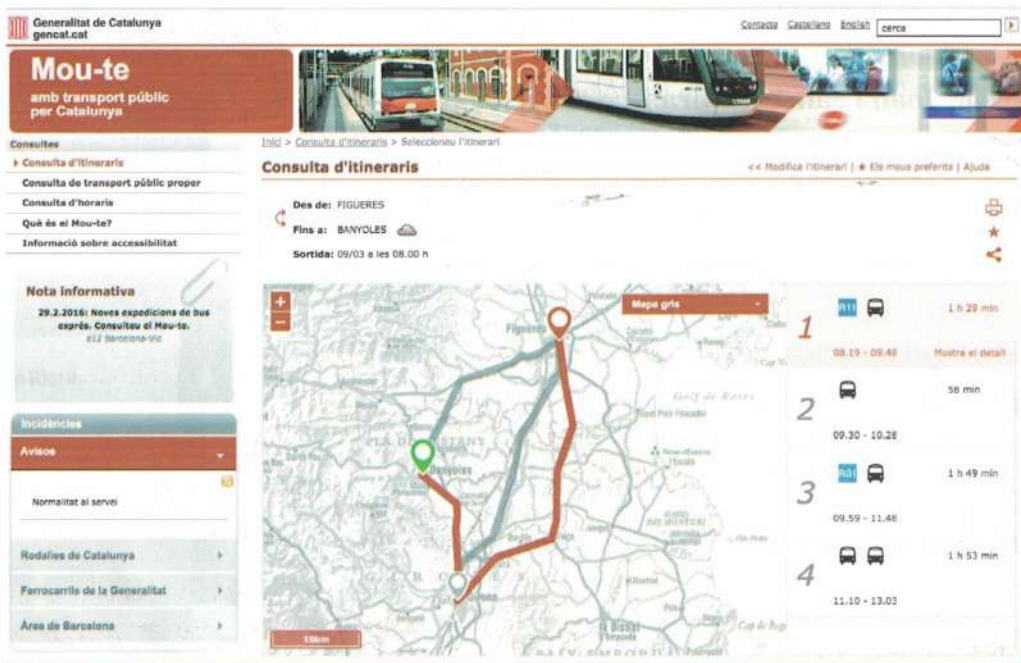 Generalitat de Catalunya
gencat.cat
Contacte Castellano English cerca
Mou-te
amb transport públic
per Catalunya
Consultes
Consulta d'itineraris
Consulta de transport públic proper
Consulta d'horaris
Què és el Mou-te?
Informació sobre accessibilitat
Inici > Consulta d'itineraris > Seleccioneu l'itinerari
Consulta d'itineraris
<< Modifica l'itinerari | ★ Els meus preferits | Ajuda
Des de: FIGUERES
Fins a: BANYOLES
Sortida: 09/03 a les 08.00 h
Nota informativa
29.2.2016: Noves expedicions de bus
exprés. Consulteu el Mou-te.
e12 Barcelona-Vic
Incidències
Avisos
Normalitat al servei
Rodalies de Catalunya
Ferrocarrils de la Generalitat
Àrea de Barcelona
+
−
Mapa gris
Figueres
Golf de Roses
Banyoles
Girona
10km
1
R11
1 h 29 min
08.19 - 09.48
Mostra el detall
2
58 min
09.30 - 10.28
3
RG1
1 h 49 min
09.59 - 11.48
4
1 h 53 min
11.10 - 13.03